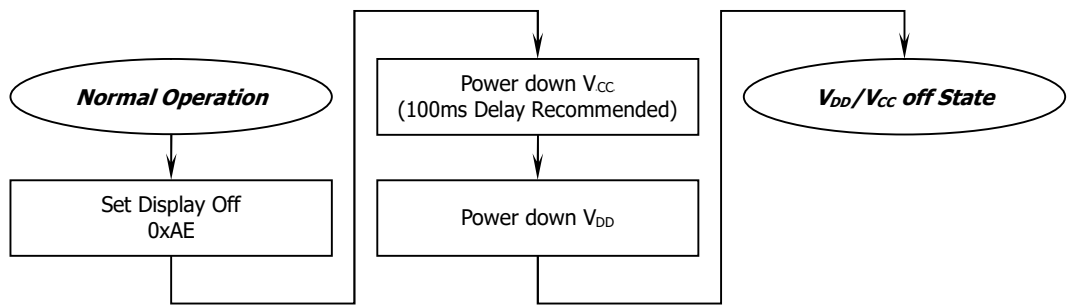 Normal Operation
Set Display Off
0xAE
Power down VCC
(100ms Delay Recommended)
Power down VDD
VDD/VCC off State